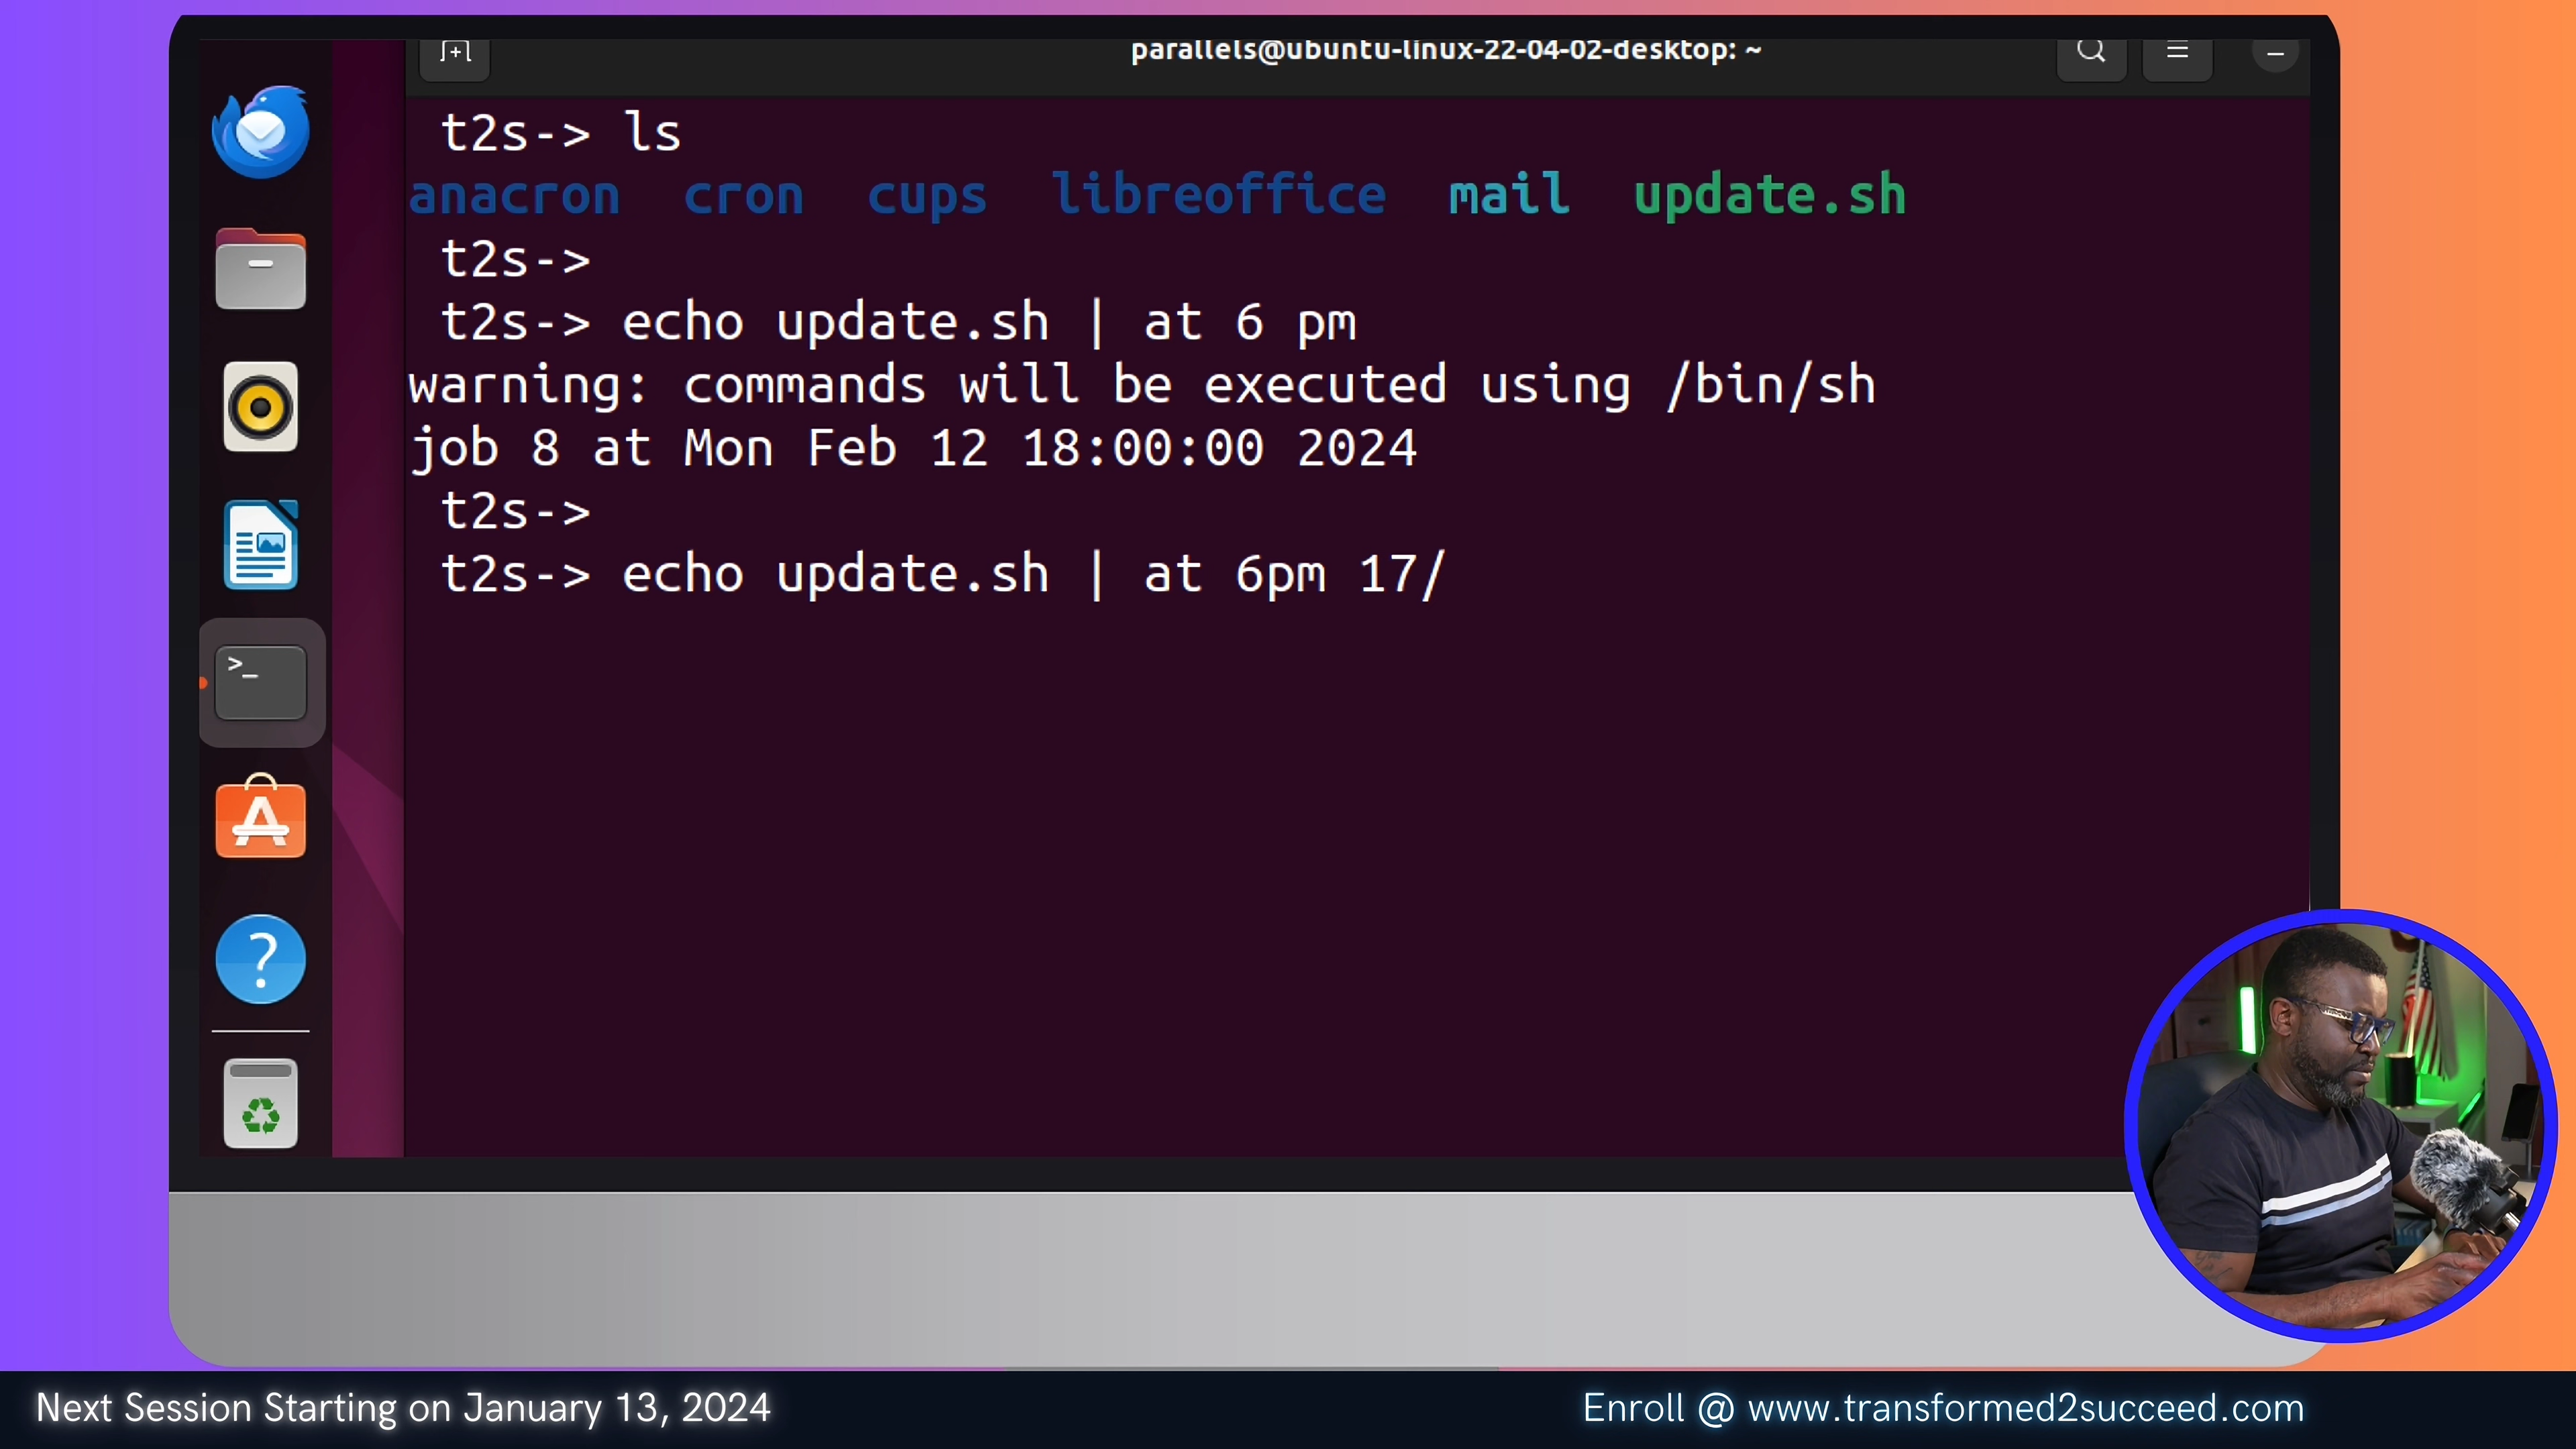 parallels@ubuntu-linux-22-04-02-desktop: ~
t2s-> ls
anacron cron cups libreoffice mail update.sh
t2s->
t2s-> echo update.sh | at 6 pm
warning: commands will be executed using /bin/sh
job 8 at Mon Feb 12 18:00:00 2024
t2s->
t2s-> echo update.sh | at 6pm 17/
Next Session Starting on January 13, 2024
Enroll @ www.transformed2succeed.com